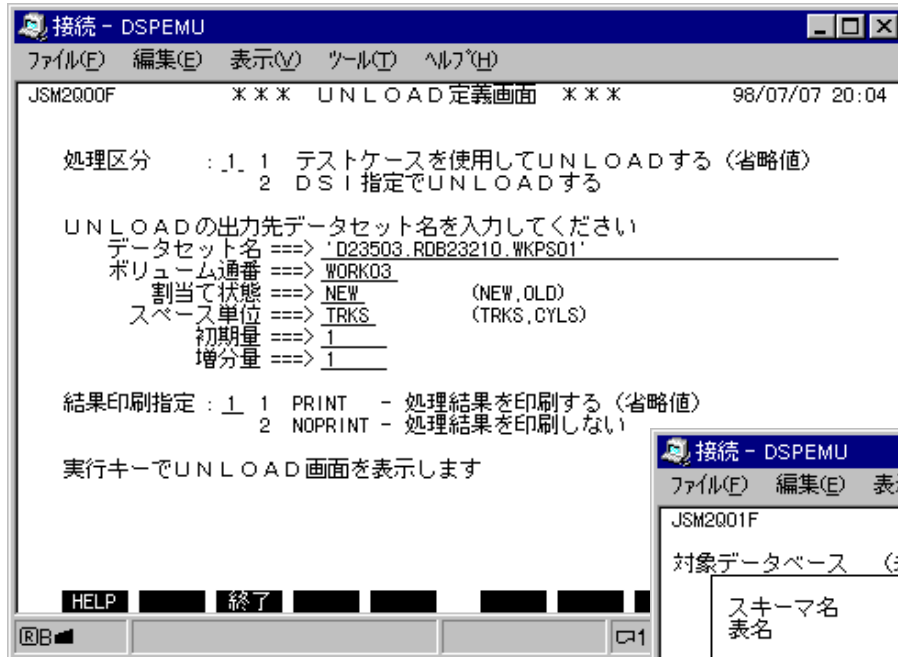 接続 - DSPEMU
ファイル(F) 編集(E) 表示(V) ツール(T) ヘルプ(H)
JSM2Q00F *** UNLOAD定義画面 *** 98/07/07 20:04
処理区分 : 1 1 テストケースを使用してUNLOADする(省略値)
2 DSI指定でUNLOADする
UNLOADの出力先データセット名を入力してください
データセット名 ===> 'D23503.RDB23210.WKPS01'
ボリューム通番 ===> WORK03
割当て状態 ===> NEW (NEW,OLD)
スペース単位 ===> TRKS (TRKS,CYLS)
初期量 ===> 1
増分量 ===> 1
結果印刷指定 : 1 1 PRINT - 処理結果を印刷する(省略値)
2 NOPRINT - 処理結果を印刷しない
実行キーでUNLOAD画面を表示します
HELP 終了
RB 1
接続 - DSPEMU
ファイル(F) 編集(E)
JSM2Q01F
対象データベース
スキーマ名
表名